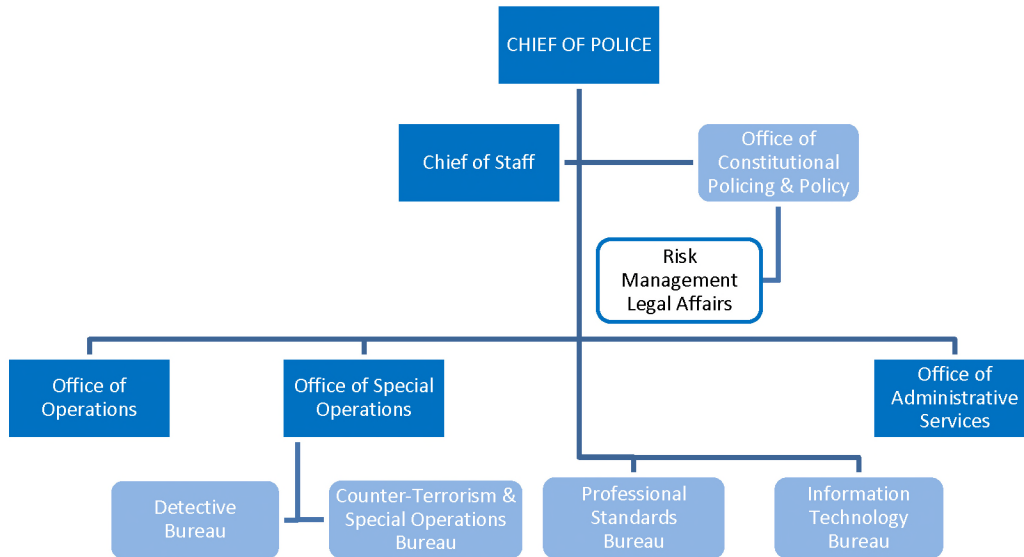 CHIEF OF POLICE
Chief of Staff
Office of
Constitutional
Policing & Policy
Risk
Management
Legal Affairs
Office of
Operations
Office of Special
Operations
Office of
Administrative
Services
Detective
Bureau
Counter-Terrorism &
Special Operations
Bureau
Professional
Standards
Bureau
Information
Technology
Bureau